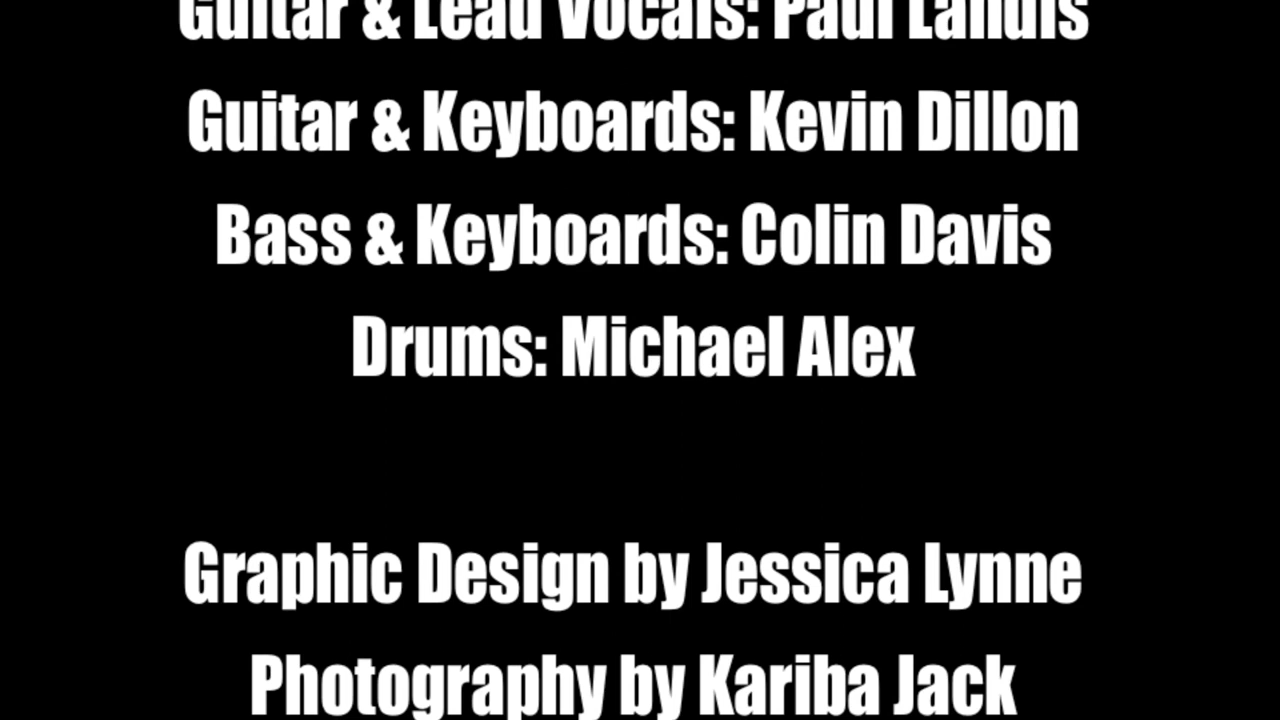 Guitar & Lead Vocals: Paul Landis
Guitar & Keyboards: Kevin Dillon
Bass & Keyboards: Colin Davis
Drums: Michael Alex
Graphic Design by Jessica Lynne
Photography by Kariba Jack